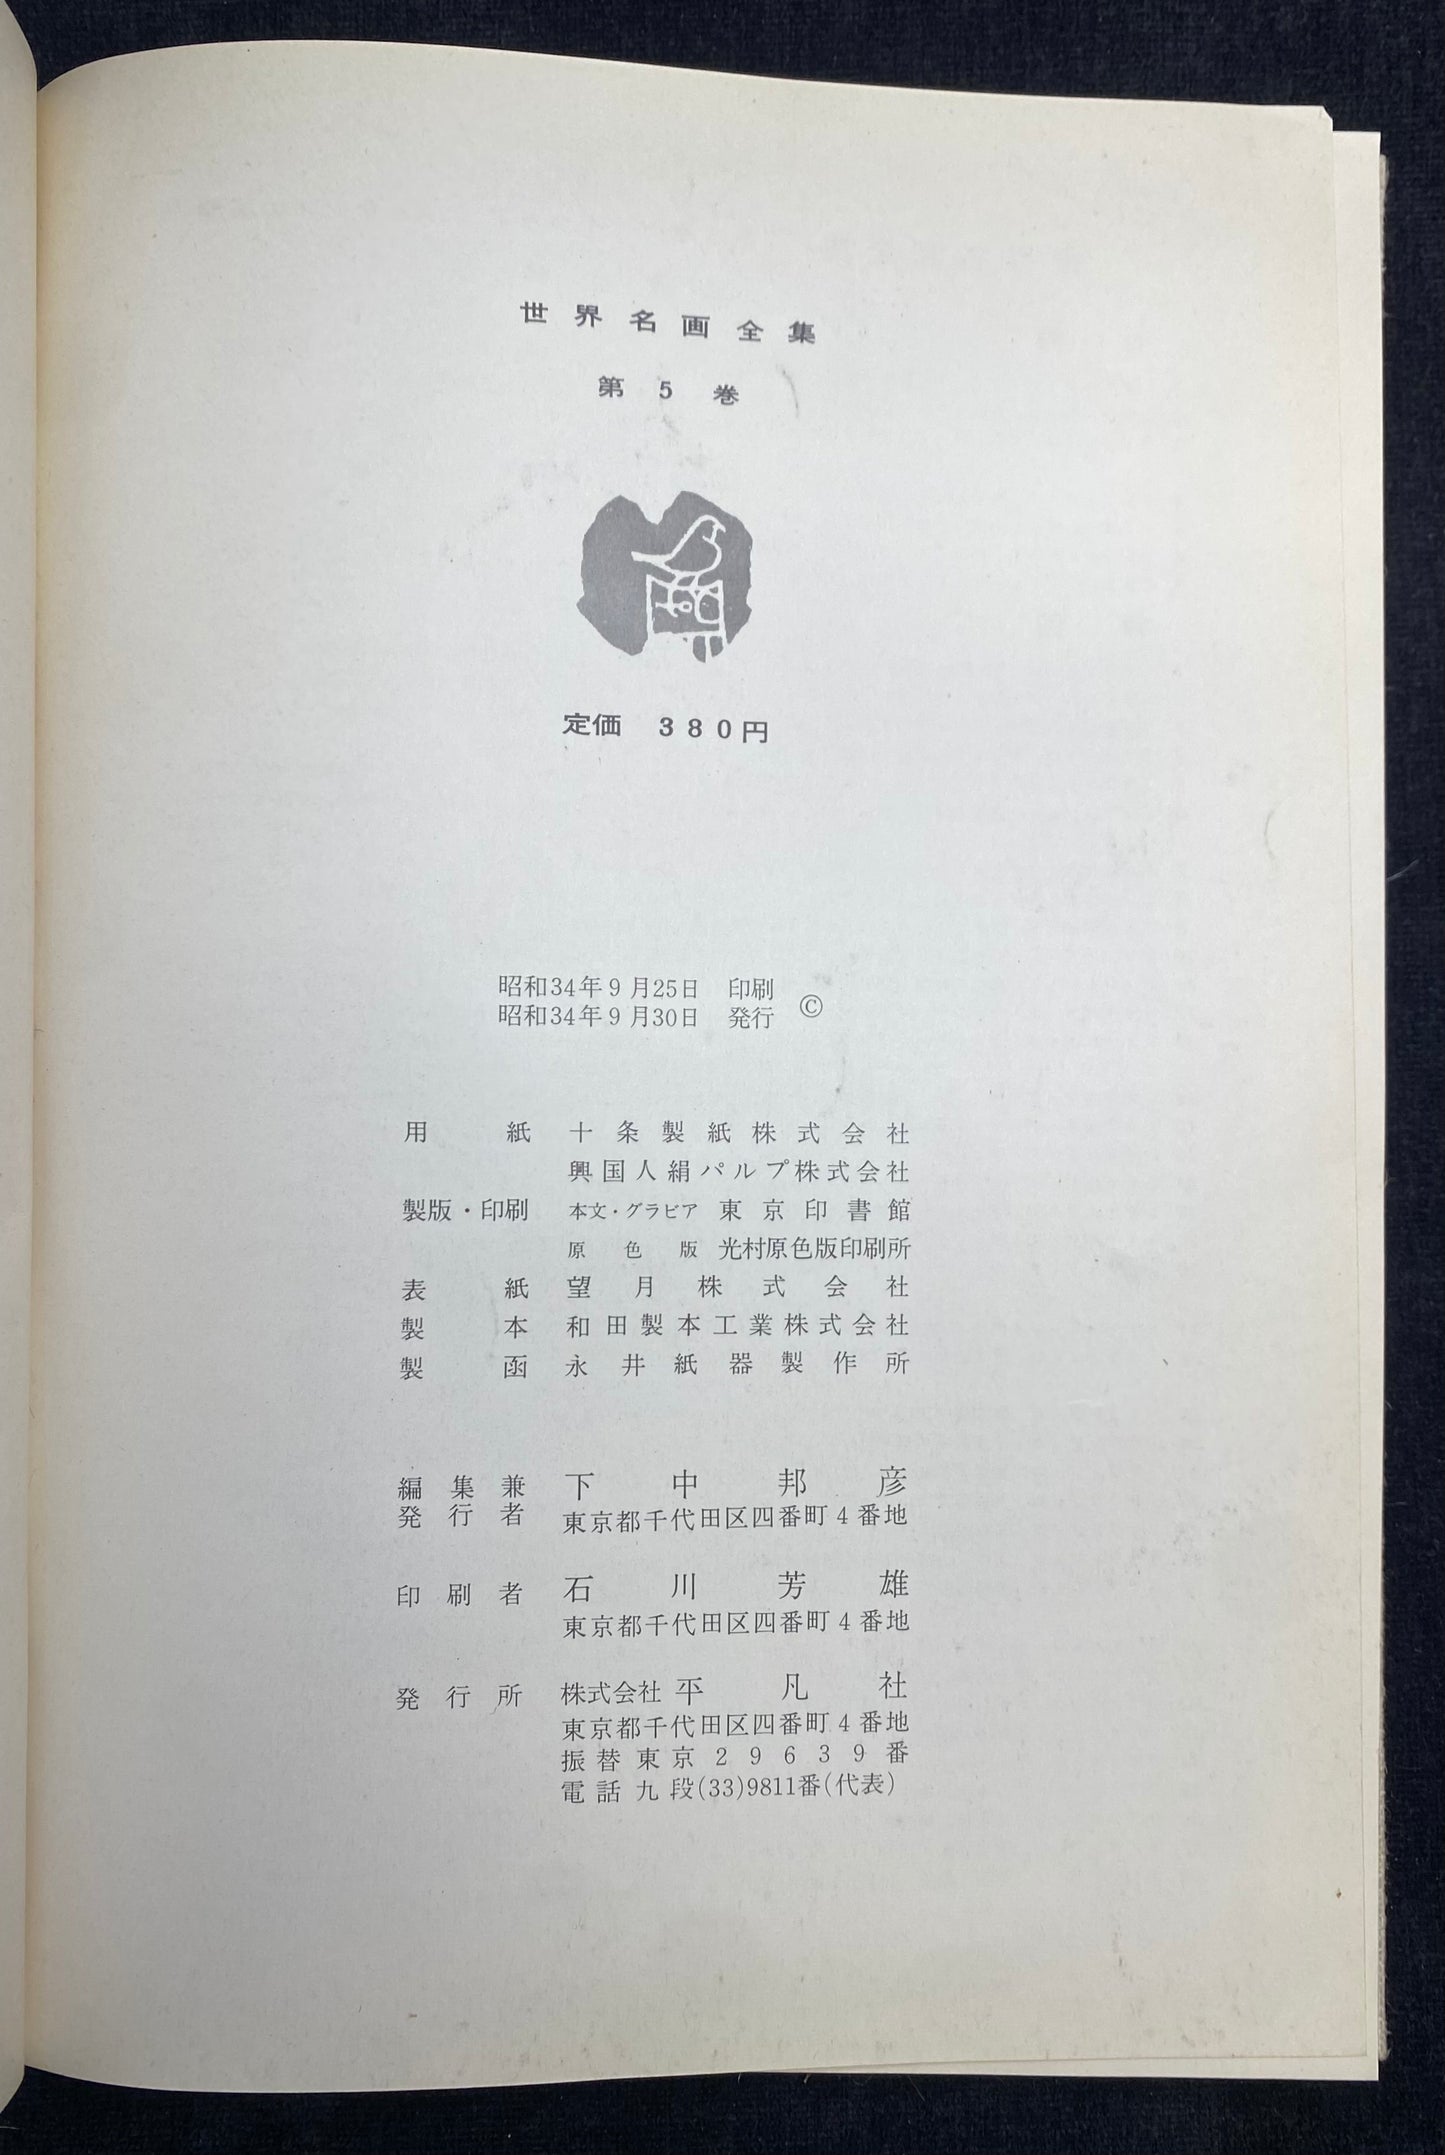 世界名画全集
第5巻
定価 380円
昭和34年9月25日 印刷
昭和34年9月30日 発行 ©
用紙 十条製紙株式会社
興国人絹パルプ株式会社
製版・印刷 本文・グラビア 東京印書館
原色版 光村原色版印刷所
表紙 望月株式会社
製本 和田製本工業株式会社
製函 永井紙器製作所
編集兼発行者 下中邦彦
東京都千代田区四番町4番地
印刷者 石川芳雄
東京都千代田区四番町4番地
発行所 株式会社 平凡社
東京都千代田区四番町4番地
振替東京29639番
電話九段(33)9811番(代表)